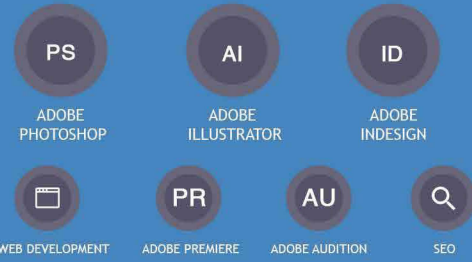 PS
AI
ID
ADOBE
PHOTOSHOP
ADOBE
ILLUSTRATOR
ADOBE
INDESIGN
PR
AU
WEB DEVELOPMENT
ADOBE PREMIERE
ADOBE AUDITION
SEO